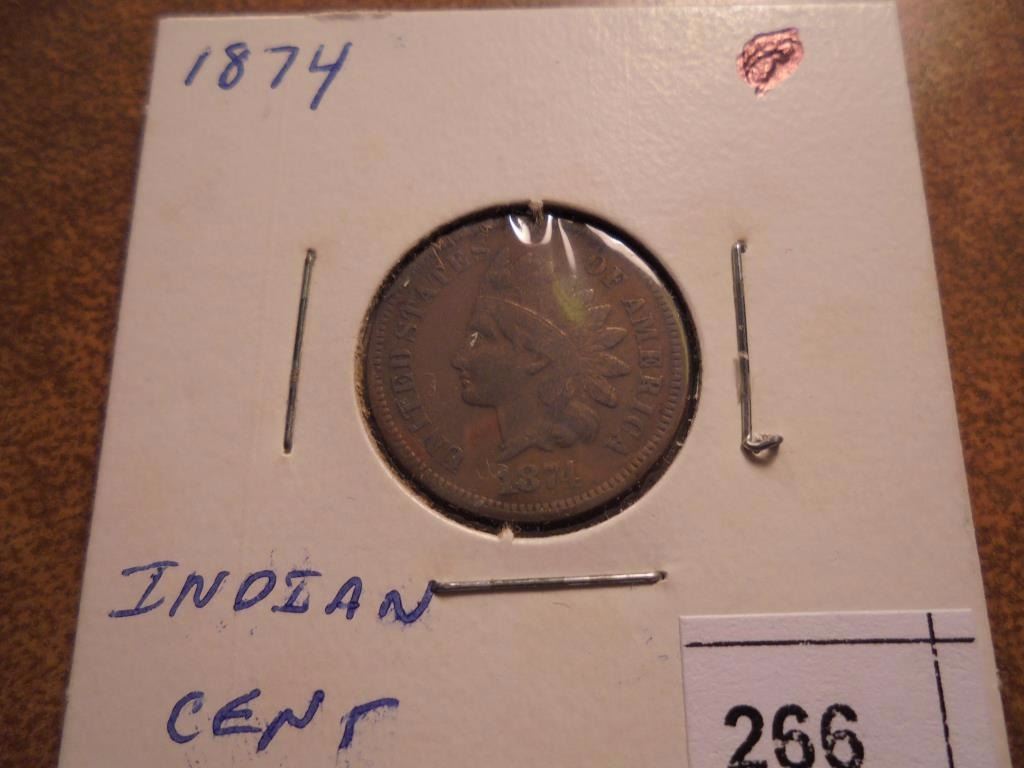 1874
UNITED STATES OF AMERICA
1874
INDIAN
CENT
266